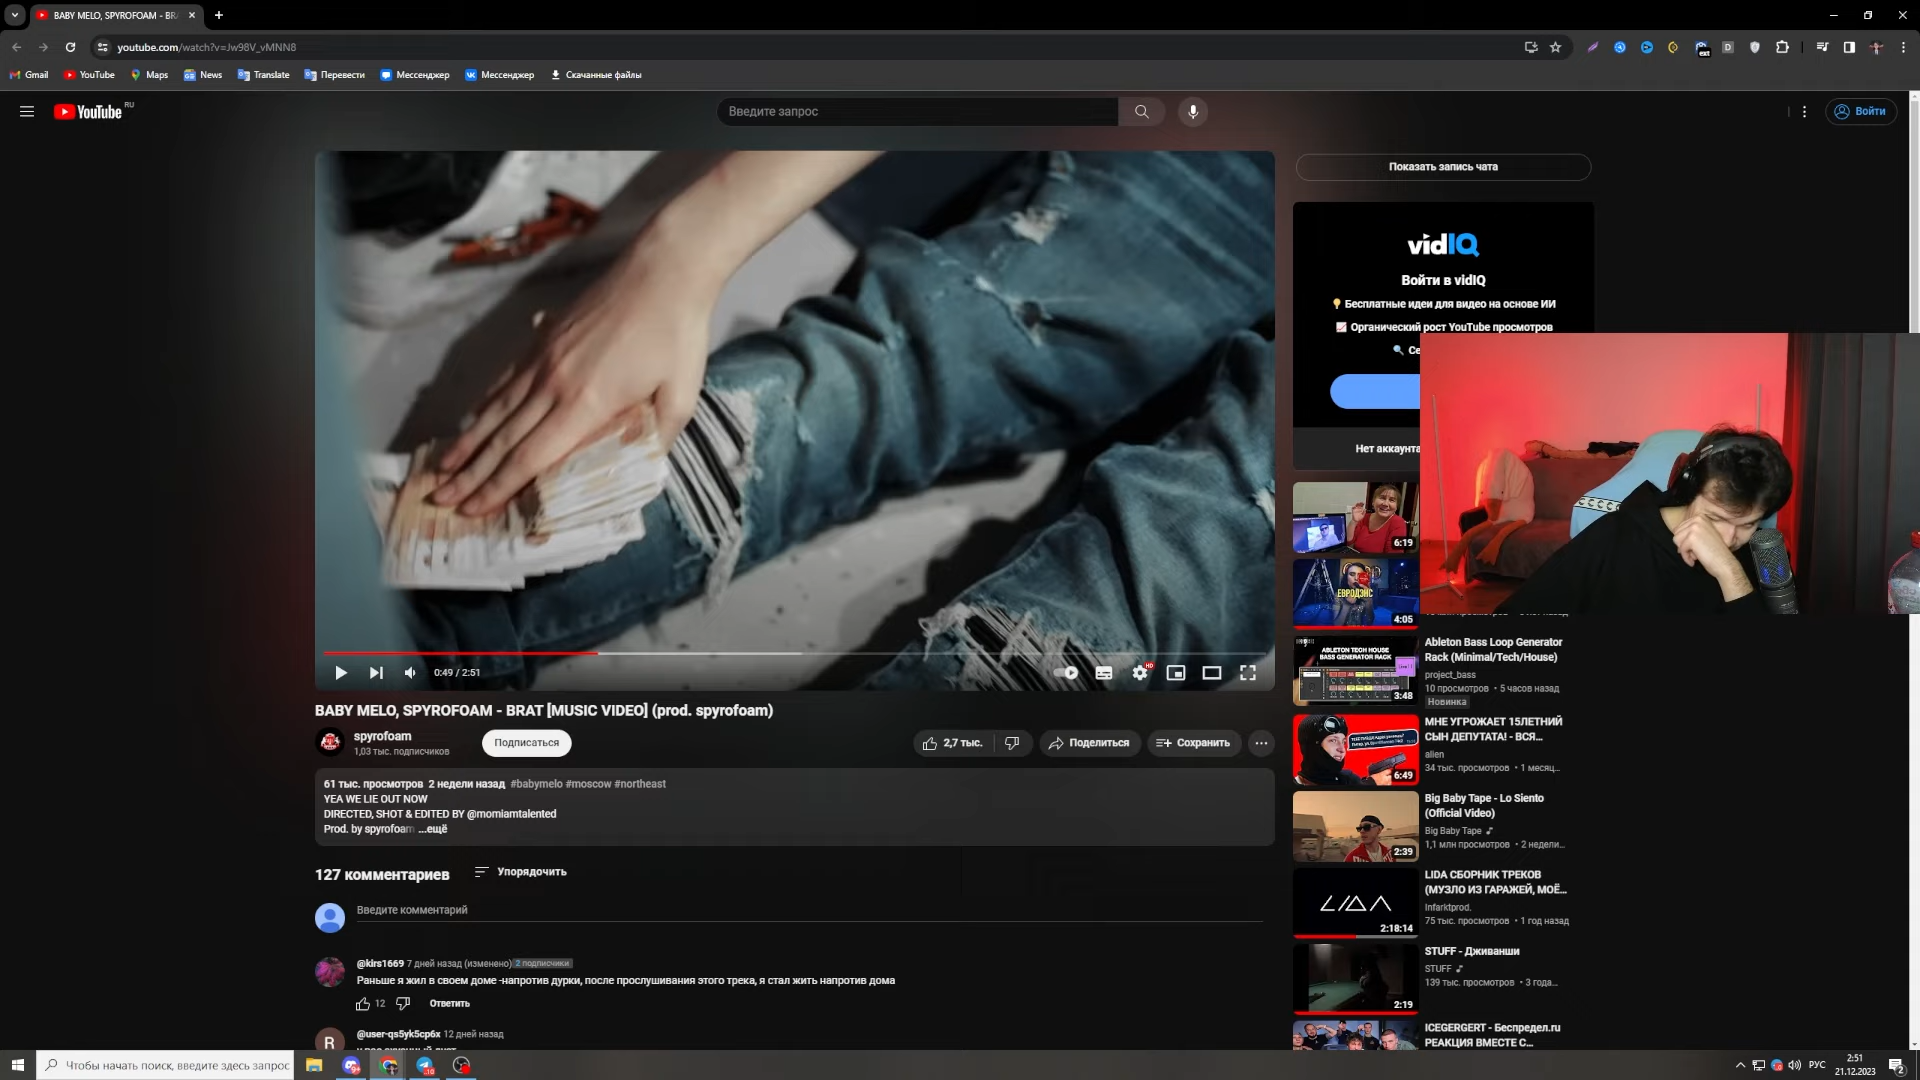 BABY MELO, SPYROFOAM - BR
youtube.com/watch?v=Jw98V_vMNN8
ext
Gmail
YouTube
Maps
News
Translate
Перевести
Мессенджер
Мессенджер
Скачанные файлы
YouTube
RU
Введите запрос
Войти
Показать запись чата
vidIQ
Войти в vidIQ
Бесплатные идеи для видео на основе ИИ
Органический рост YouTube просмотров
Се
Нет аккаунта
6:19
ЕВРОДЭНС
4:05
0:49 / 2:51
HD
BABY MELO, SPYROFOAM - BRAT [MUSIC VIDEO] (prod. spyrofoam)
spyrofoam
1,03 тыс. подписчиков
Подписаться
2,7 тыс.
Поделиться
Сохранить
61 тыс. просмотров 2 недели назад #babymelo #moscow #northeast
YEA WE LIE OUT NOW
DIRECTED, SHOT & EDITED BY @momiamtalented
Prod. by spyrofoam ...ещё
127 комментариев
Упорядочить
Введите комментарий
@kirs1669 7 дней назад (изменено) 2 подписчики
Раньше я жил в своем доме -напротив дурки, после прослушивания этого трека, я стал жить напротив дома
12
Ответить
R
@user-qs5yk5cp6x 12 дней назад
ABLETON TECH HOUSE
BASS GENERATOR RACK
3:48
Ableton Bass Loop Generator
Rack (Minimal/Tech/House)
project_bass
10 просмотров • 5 часов назад
Новинка
6:49
МНЕ УГРОЖАЕТ 15ЛЕТНИЙ
СЫН ДЕПУТАТА! - ВСЯ...
alien
34 тыс. просмотров • 1 месяц...
2:39
Big Baby Tape - Lo Siento
(Official Video)
Big Baby Tape
1,1 млн просмотров • 2 недели...
2:18:14
LIDA СБОРНИК ТРЕКОВ
(МУЗЛО ИЗ ГАРАЖЕЙ, МОЁ...
Infarktprod.
75 тыс. просмотров • 1 год назад
2:19
STUFF - Дживанши
STUFF
139 тыс. просмотров • 3 года...
ICEGERGERT - Беспредел.ru
РЕАКЦИЯ ВМЕСТЕ С...
Чтобы начать поиск, введите здесь запрос
РУС
2:51
21.12.2023
2